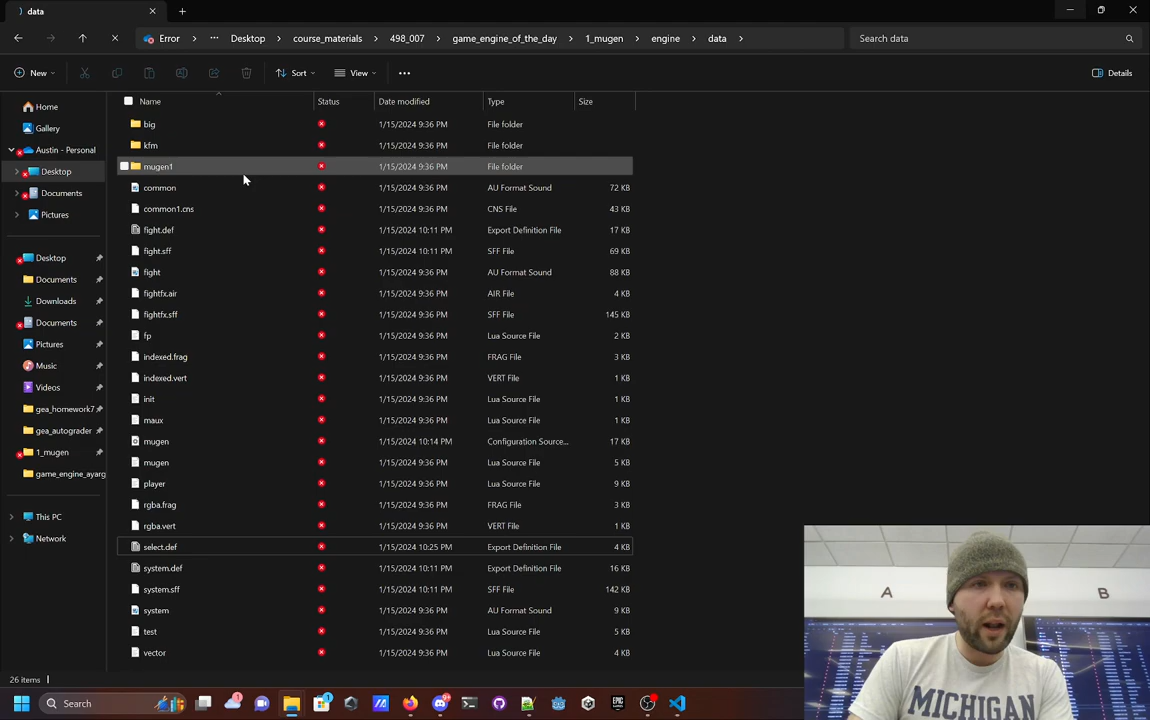 data
Error
Desktop
course_materials
498_007
game_engine_of_the_day
1_mugen
engine
data
Search data
New
Sort
View
Details
Home
Gallery
Austin - Personal
Desktop
Documents
Pictures
Desktop
Documents
Downloads
Documents
Pictures
Music
Videos
gea_homework7
gea_autograder
1_mugen
game_engine_ayarg
This PC
Network
Name Status Date modified Type Size
big 1/15/2024 9:36 PM File folder
kfm 1/15/2024 9:36 PM File folder
mugen1 1/15/2024 9:36 PM File folder
common 1/15/2024 9:36 PM AU Format Sound 72 KB
common1.cns 1/15/2024 9:36 PM CNS File 43 KB
fight.def 1/15/2024 10:11 PM Export Definition File 17 KB
fight.sff 1/15/2024 10:11 PM SFF File 69 KB
fight 1/15/2024 9:36 PM AU Format Sound 88 KB
fightfx.air 1/15/2024 9:36 PM AIR File 4 KB
fightfx.sff 1/15/2024 9:36 PM SFF File 145 KB
fp 1/15/2024 9:36 PM Lua Source File 2 KB
indexed.frag 1/15/2024 9:36 PM FRAG File 3 KB
indexed.vert 1/15/2024 9:36 PM VERT File 1 KB
init 1/15/2024 9:36 PM Lua Source File 1 KB
maux 1/15/2024 9:36 PM Lua Source File 1 KB
mugen 1/15/2024 10:14 PM Configuration Source... 17 KB
mugen 1/15/2024 9:36 PM Lua Source File 5 KB
player 1/15/2024 9:36 PM Lua Source File 9 KB
rgba.frag 1/15/2024 9:36 PM FRAG File 3 KB
rgba.vert 1/15/2024 9:36 PM VERT File 1 KB
select.def 1/15/2024 10:25 PM Export Definition File 4 KB
system.def 1/15/2024 10:11 PM Export Definition File 16 KB
system.sff 1/15/2024 10:11 PM SFF File 142 KB
system 1/15/2024 9:36 PM AU Format Sound 9 KB
test 1/15/2024 9:36 PM Lua Source File 5 KB
vector 1/15/2024 9:36 PM Lua Source File 4 KB
26 items
A B
MICHIGAN
Search
EPIC